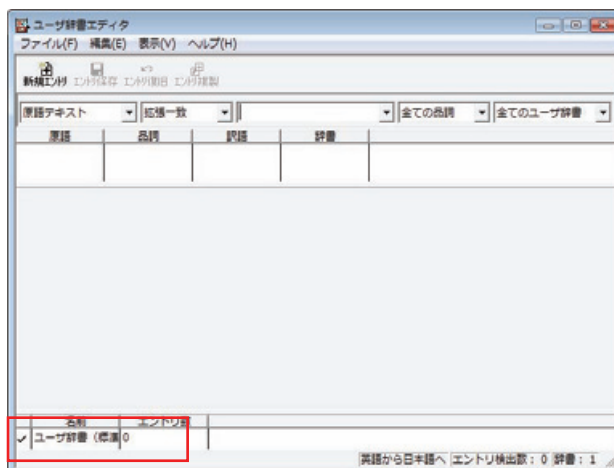 ユーザ辞書エディタ
ファイル(F) 編集(E) 表示(V) ヘルプ(H)
新規エントリ エントリ保存 エントリ復旧 エントリ複製
原語テキスト 拡張一致 全ての品詞 全てのユーザ辞書
原語 品詞 訳語 辞書
名前 エントリ数
ユーザ辞書（標準 0
英語から日本語へ エントリ検出数：0 辞書：1